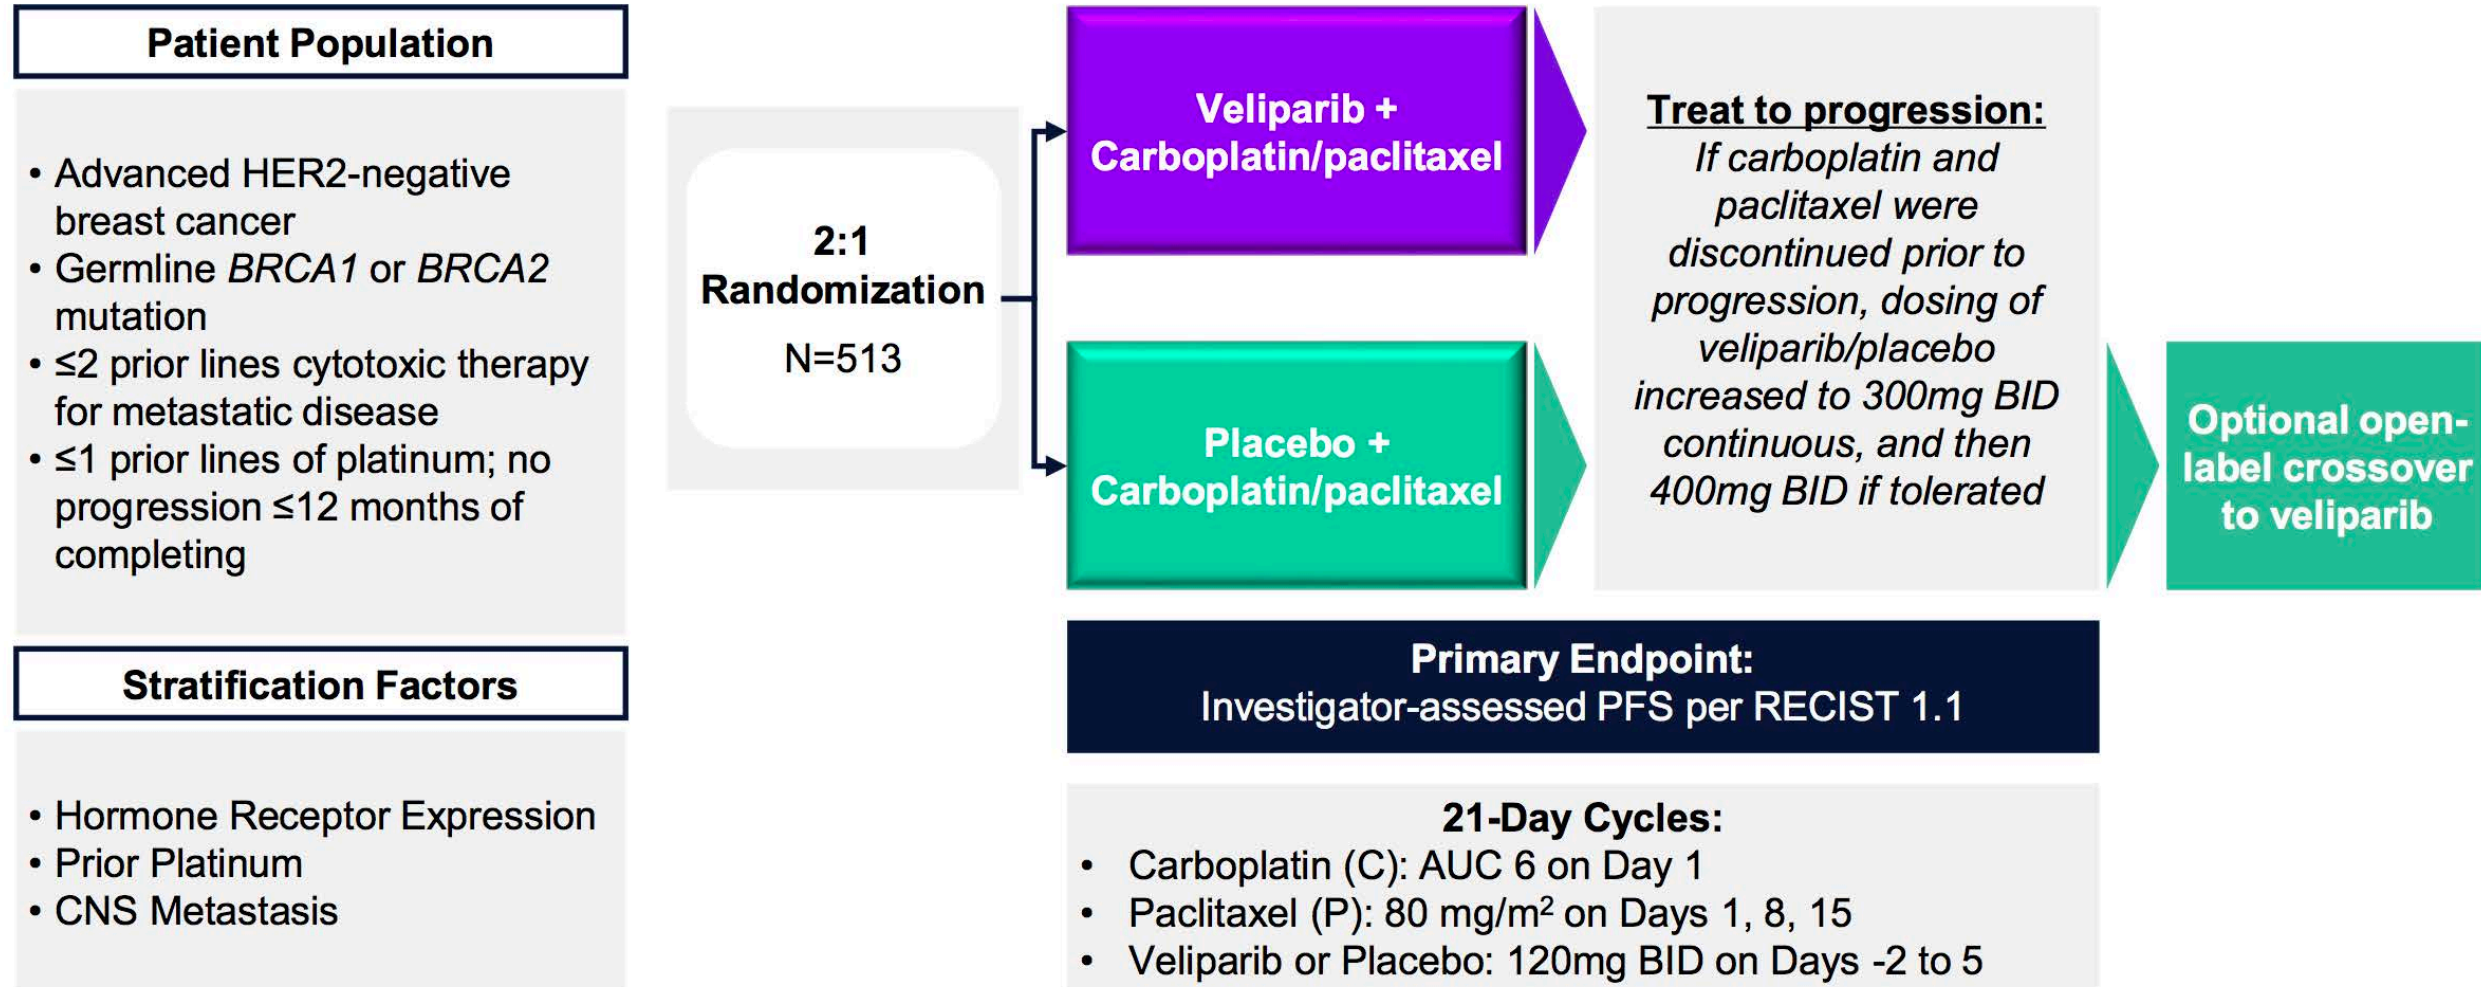 Patient Population
• Advanced HER2-negative
breast cancer
• Germline BRCA1 or BRCA2
mutation
• ≤2 prior lines cytotoxic therapy
for metastatic disease
• ≤1 prior lines of platinum; no
progression ≤12 months of
completing
Stratification Factors
• Hormone Receptor Expression
• Prior Platinum
• CNS Metastasis
2:1
Randomization
N=513
Veliparib +
Carboplatin/paclitaxel
Placebo +
Carboplatin/paclitaxel
Treat to progression:
If carboplatin and
paclitaxel were
discontinued prior to
progression, dosing of
veliparib/placebo
increased to 300mg BID
continuous, and then
400mg BID if tolerated
Optional open-
label crossover
to veliparib
Primary Endpoint:
Investigator-assessed PFS per RECIST 1.1
21-Day Cycles:
• Carboplatin (C): AUC 6 on Day 1
• Paclitaxel (P): 80 mg/m² on Days 1, 8, 15
• Veliparib or Placebo: 120mg BID on Days -2 to 5